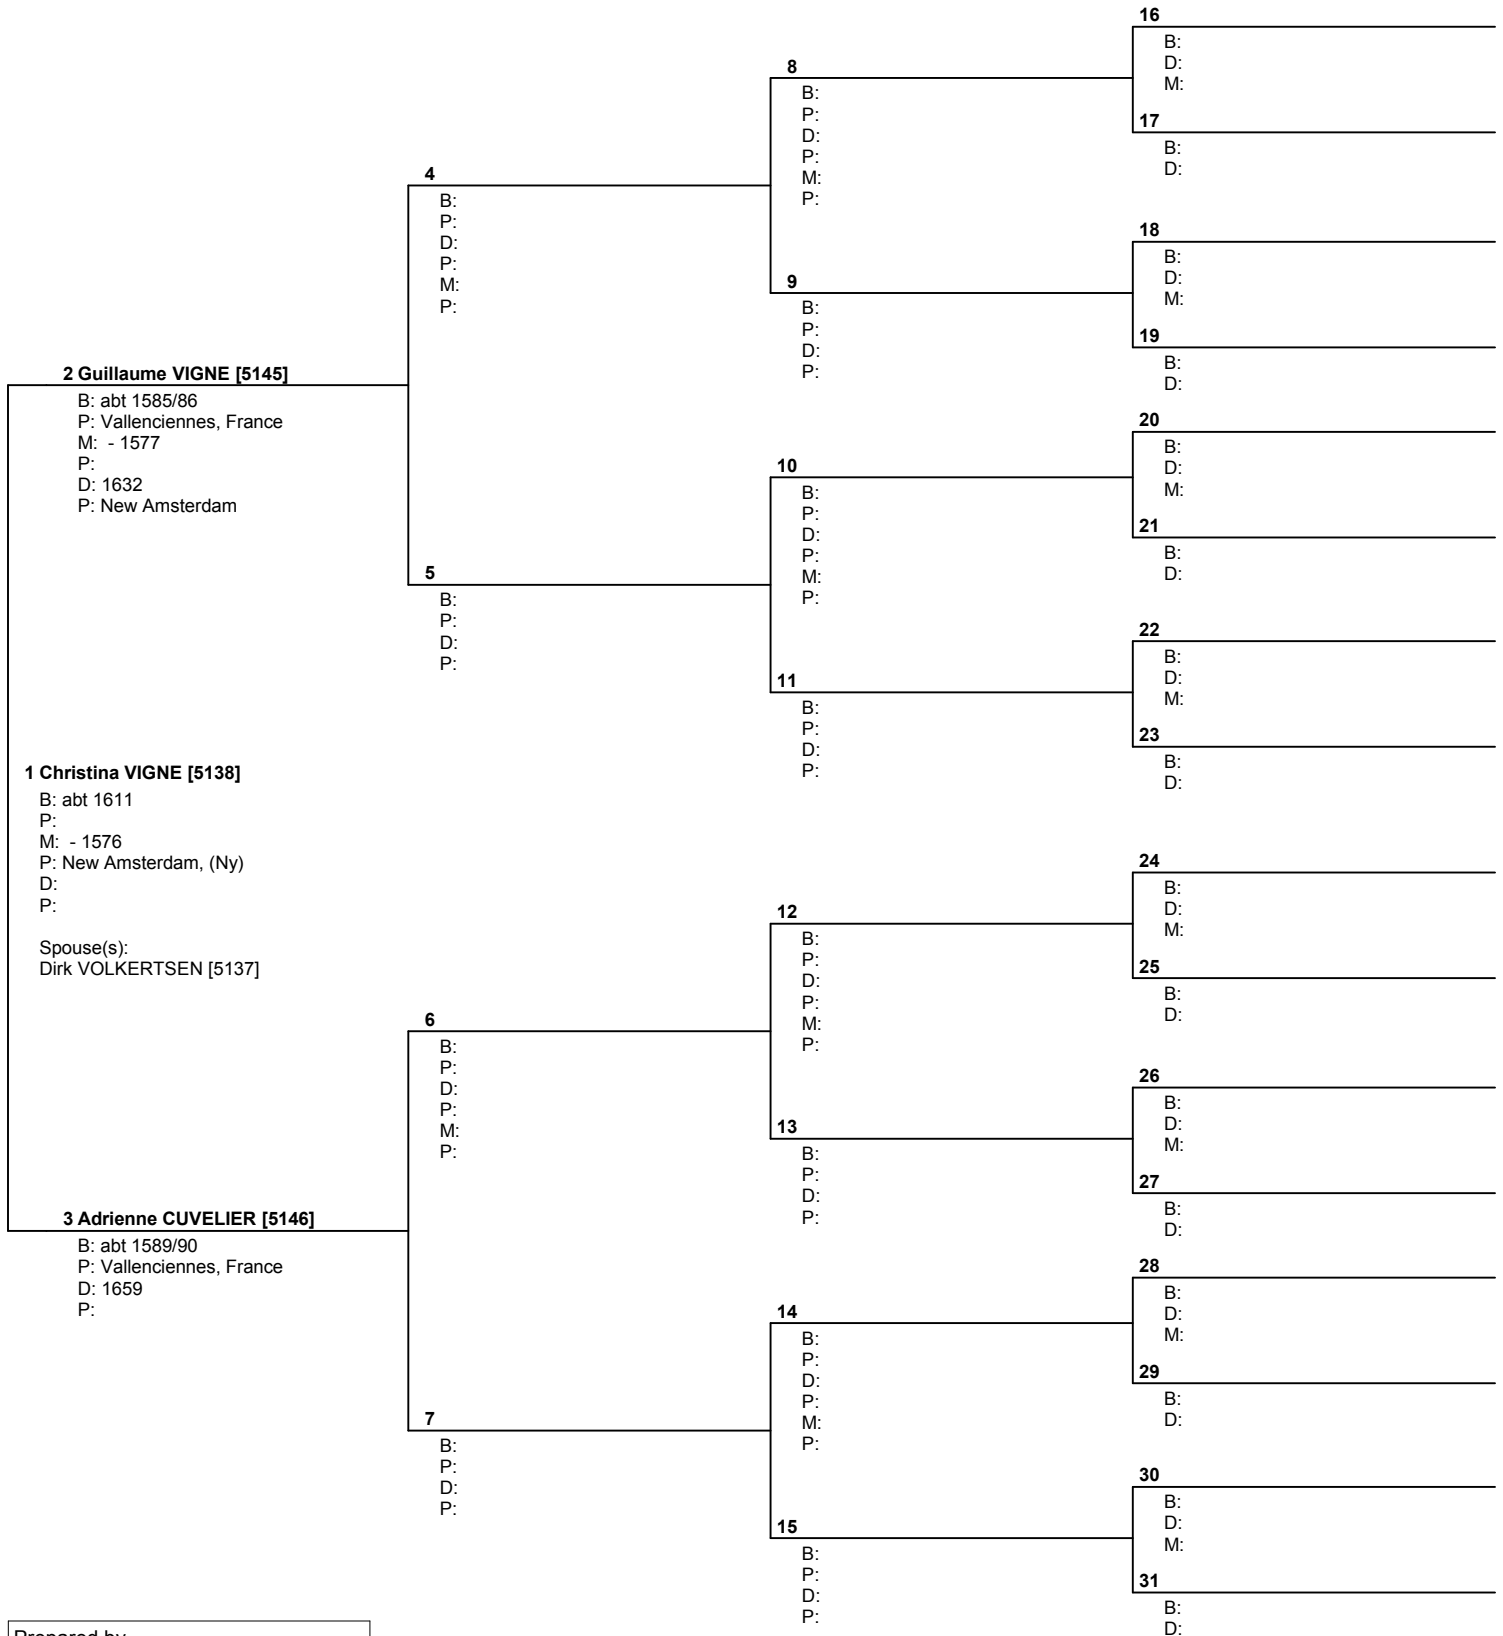 16
B:
D:
M:
8
B:
P:
D:
P:
M:
P:
17
B:
D:
4
B:
P:
D:
P:
M:
P:
18
B:
D:
M:
9
B:
P:
D:
P:
19
B:
D:
2 Guillaume VIGNE [5145]
B: abt 1585/86
P: Vallenciennes, France
M:  - 1577
P:
D: 1632
P: New Amsterdam
20
B:
D:
M:
10
B:
P:
D:
P:
M:
P:
21
B:
D:
5
B:
P:
D:
P:
22
B:
D:
M:
11
B:
P:
D:
P:
23
B:
D:
1 Christina VIGNE [5138]
B: abt 1611
P:
M:  - 1576
P: New Amsterdam, (Ny)
D:
P:
Spouse(s):
Dirk VOLKERTSEN [5137]
24
B:
D:
M:
12
B:
P:
D:
P:
M:
P:
25
B:
D:
6
B:
P:
D:
P:
M:
P:
26
B:
D:
M:
13
B:
P:
D:
P:
27
B:
D:
3 Adrienne CUVELIER [5146]
B: abt 1589/90
P: Vallenciennes, France
D: 1659
P:
28
B:
D:
M:
14
B:
P:
D:
P:
M:
P:
29
B:
D:
7
B:
P:
D:
P:
30
B:
D:
M:
15
B:
P:
D:
P:
31
B:
D:
Prepared by